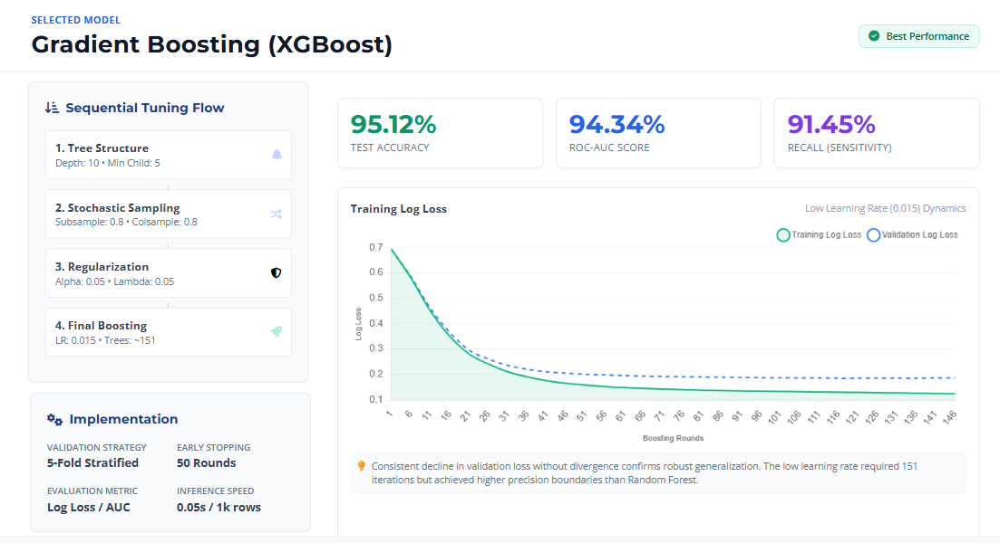 SELECTED MODEL
Gradient Boosting (XGBoost)
Best Performance
Sequential Tuning Flow
1. Tree Structure
Depth: 10 • Min Child: 5
2. Stochastic Sampling
Subsample: 0.8 • Colsample: 0.8
3. Regularization
Alpha: 0.05 • Lambda: 0.05
4. Final Boosting
LR: 0.015 • Trees: ~151
Implementation
VALIDATION STRATEGY
5-Fold Stratified
EARLY STOPPING
50 Rounds
EVALUATION METRIC
Log Loss / AUC
INFERENCE SPEED
0.05s / 1k rows
95.12%
TEST ACCURACY
94.34%
ROC-AUC SCORE
91.45%
RECALL (SENSITIVITY)
Training Log Loss
Low Learning Rate (0.015) Dynamics
Training Log Loss
Validation Log Loss
Log Loss
0.7
0.6
0.5
0.4
0.3
0.2
0.1
1 6 11 16 21 26 31 36 41 46 51 56 61 66 71 76 81 86 91 96 101 106 111 116 121 126 131 136 141 146
Boosting Rounds
Consistent decline in validation loss without divergence confirms robust generalization. The low learning rate required 151
iterations but achieved higher precision boundaries than Random Forest.